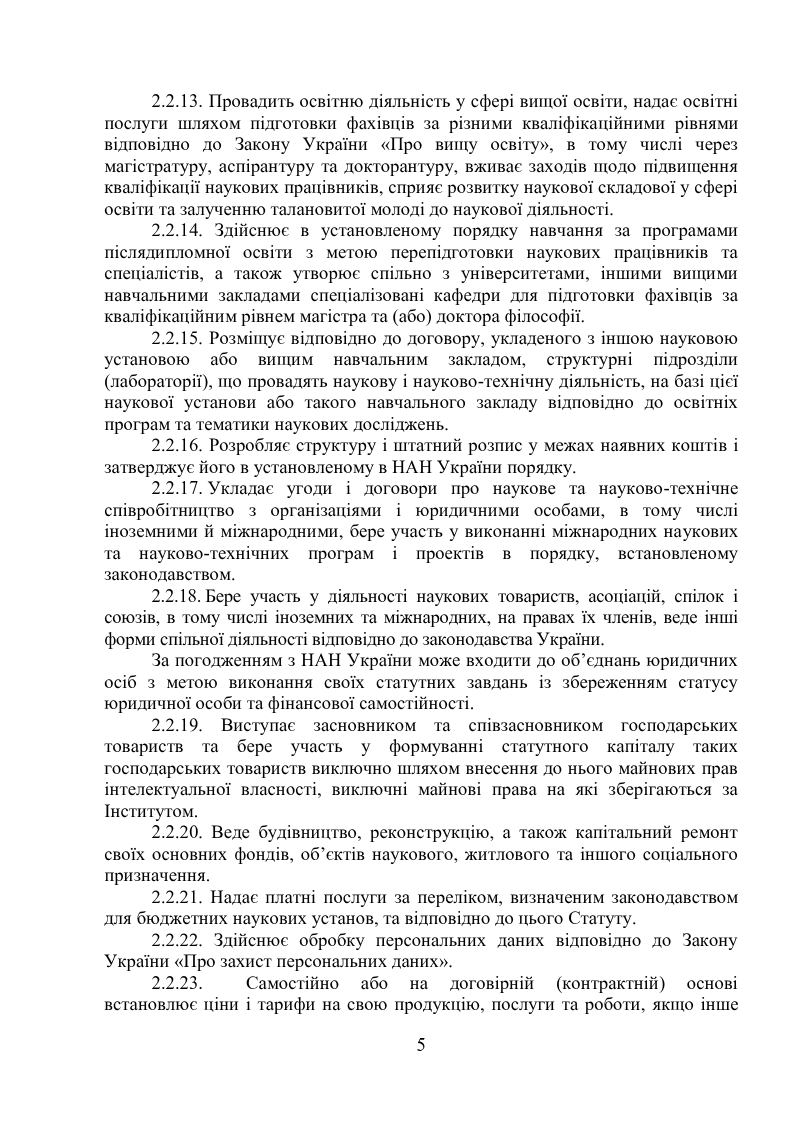 2.2.13. Провадить освітню діяльність у сфері вищої освіти, надає освітні
послуги шляхом підготовки фахівців за різними кваліфікаційними рівнями
відповідно до Закону України «Про вищу освіту», в тому числі через
магістратуру, аспірантуру та докторантуру, вживає заходів щодо підвищення
кваліфікації наукових працівників, сприяє розвитку наукової складової у сфері
освіти та залученню талановитої молоді до наукової діяльності.
2.2.14. Здійснює в установленому порядку навчання за програмами
післядипломної освіти з метою перепідготовки наукових працівників та
спеціалістів, а також утворює спільно з університетами, іншими вищими
навчальними закладами спеціалізовані кафедри для підготовки фахівців за
кваліфікаційним рівнем магістра та (або) доктора філософії.
2.2.15. Розміщує відповідно до договору, укладеного з іншою науковою
установою або вищим навчальним закладом, структурні підрозділи
(лабораторії), що провадять наукову і науково-технічну діяльність, на базі цієї
наукової установи або такого навчального закладу відповідно до освітніх
програм та тематики наукових досліджень.
2.2.16. Розробляє структуру і штатний розпис у межах наявних коштів і
затверджує його в установленому в НАН України порядку.
2.2.17. Укладає угоди і договори про наукове та науково-технічне
співробітництво з організаціями і юридичними особами, в тому числі
іноземними й міжнародними, бере участь у виконанні міжнародних наукових
та науково-технічних програм і проектів в порядку, встановленому
законодавством.
2.2.18. Бере участь у діяльності наукових товариств, асоціацій, спілок і
союзів, в тому числі іноземних та міжнародних, на правах їх членів, веде інші
форми спільної діяльності відповідно до законодавства України.
За погодженням з НАН України може входити до об’єднань юридичних
осіб з метою виконання своїх статутних завдань із збереженням статусу
юридичної особи та фінансової самостійності.
2.2.19. Виступає засновником та співзасновником господарських
товариств та бере участь у формуванні статутного капіталу таких
господарських товариств виключно шляхом внесення до нього майнових прав
інтелектуальної власності, виключні майнові права на які зберігаються за
Інститутом.
2.2.20. Веде будівництво, реконструкцію, а також капітальний ремонт
своїх основних фондів, об’єктів наукового, житлового та іншого соціального
призначення.
2.2.21. Надає платні послуги за переліком, визначеним законодавством
для бюджетних наукових установ, та відповідно до цього Статуту.
2.2.22. Здійснює обробку персональних даних відповідно до Закону
України «Про захист персональних даних».
2.2.23. Самостійно або на договірній (контрактній) основі
встановлює ціни і тарифи на свою продукцію, послуги та роботи, якщо інше
5